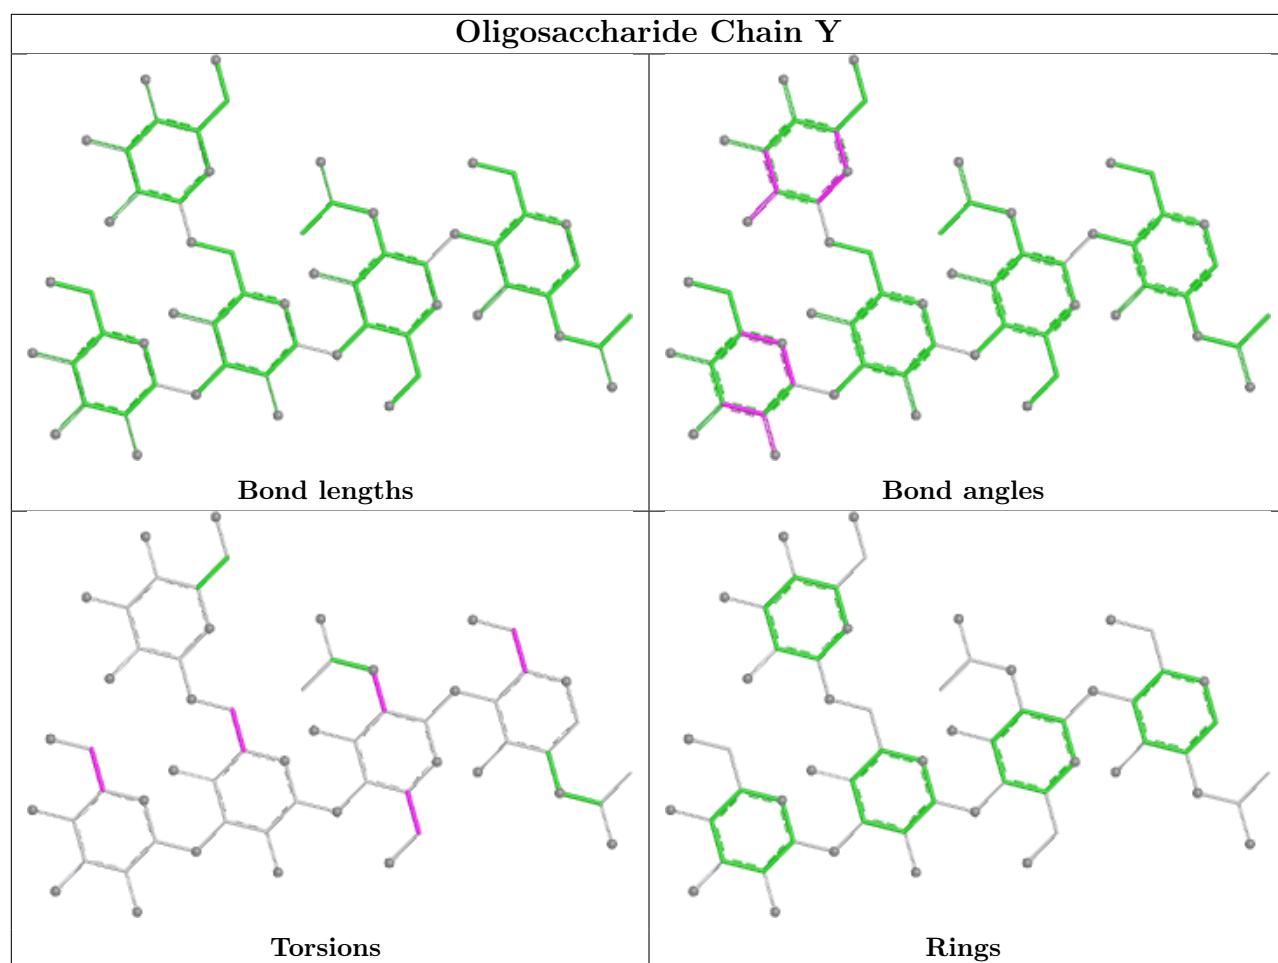 Oligosaccharide Chain Y
Bond lengths
Bond angles
Torsions
Rings